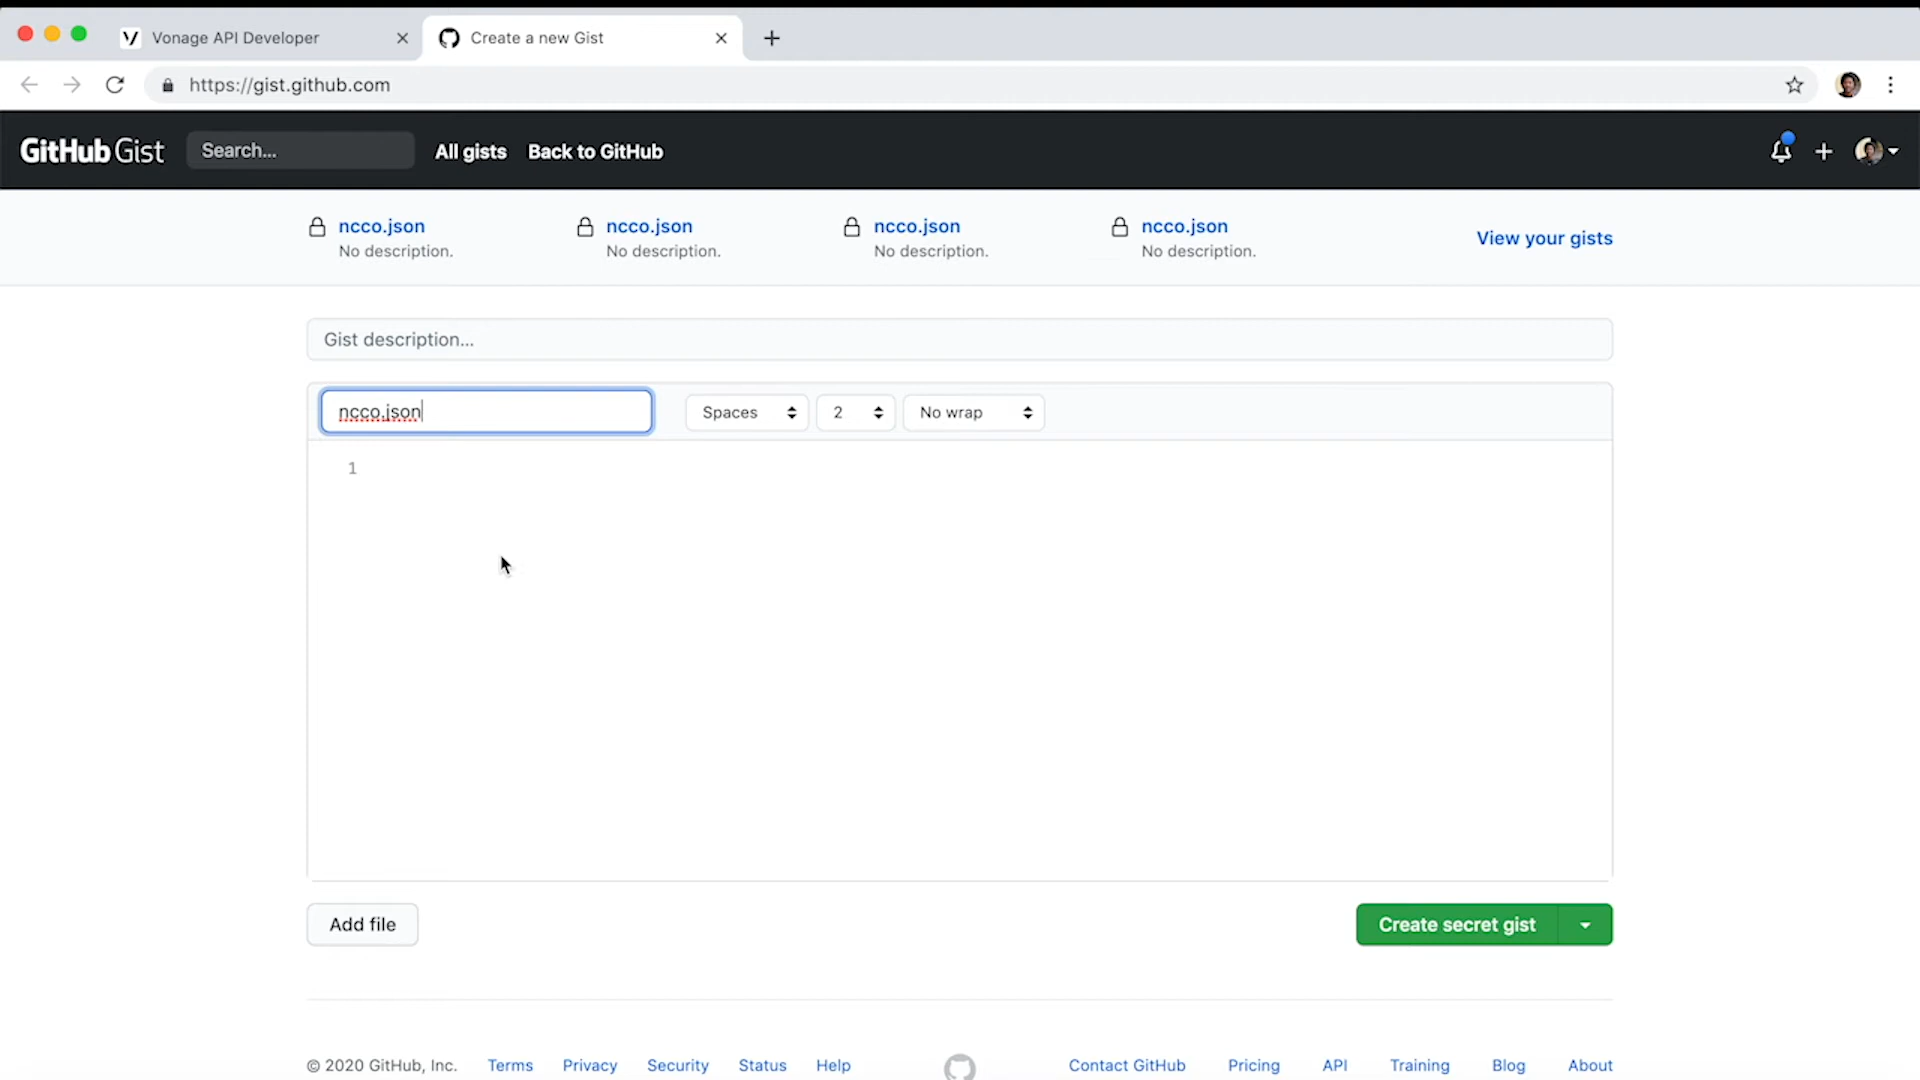 Vonage API Developer
Create a new Gist
https://gist.github.com
GitHub Gist
Search...
All gists
Back to GitHub
ncco.json
No description.
ncco.json
No description.
ncco.json
No description.
ncco.json
No description.
View your gists
Gist description...
ncco.json
Spaces
2
No wrap
1
Add file
Create secret gist
© 2020 GitHub, Inc.
Terms
Privacy
Security
Status
Help
Contact GitHub
Pricing
API
Training
Blog
About